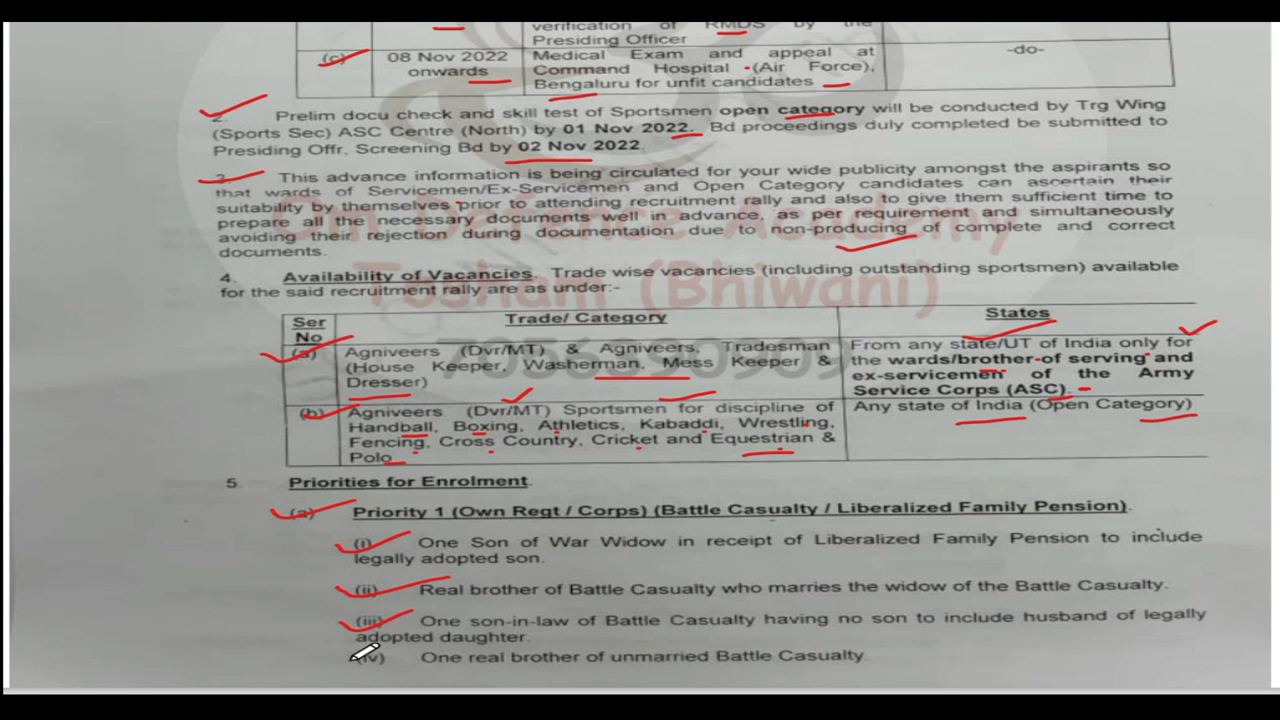 verification of RMDS by the
Presiding Officer
(c) 08 Nov 2022 Medical Exam and appeal at -do-
onwards Command Hospital (Air Force),
Bengaluru for unfit candidates
2. Prelim docu check and skill test of Sportsmen open category will be conducted by Trg Wing
(Sports Sec) ASC Centre (North) by 01 Nov 2022. Bd proceedings duly completed be submitted to
Presiding Offr, Screening Bd by 02 Nov 2022.
3. This advance information is being circulated for your wide publicity amongst the aspirants so
that wards of Servicemen/Ex-Servicemen and Open Category candidates can ascertain their
suitability by themselves prior to attending recruitment rally and also to give them sufficient time to
prepare all the necessary documents well in advance, as per requirement and simultaneously
avoiding their rejection during documentation due to non-producing of complete and correct
documents.
4. Availability of Vacancies. Trade wise vacancies (including outstanding sportsmen) available
for the said recruitment rally are as under:-
Ser No Trade/ Category States
(a) Agniveers (Dvr/MT) & Agniveers, Tradesman From any state/UT of India only for
(House Keeper, Washerman, Mess Keeper & the wards/brother of serving and
Dresser) ex-servicemen of the Army
Service Corps (ASC).
(b) Agniveers (Dvr/MT) Sportsmen for discipline of Any state of India (Open Category)
Handball, Boxing, Athletics, Kabaddi, Wrestling,
Fencing, Cross Country, Cricket and Equestrian &
Polo
5. Priorities for Enrolment.
(a) Priority 1 (Own Regt / Corps) (Battle Casualty / Liberalized Family Pension).
(i) One Son of War Widow in receipt of Liberalized Family Pension to include
legally adopted son.
(ii) Real brother of Battle Casualty who marries the widow of the Battle Casualty.
(iii) One son-in-law of Battle Casualty having no son to include husband of legally
adopted daughter.
(iv) One real brother of unmarried Battle Casualty.
Academy
Tosham (Bhiwani)